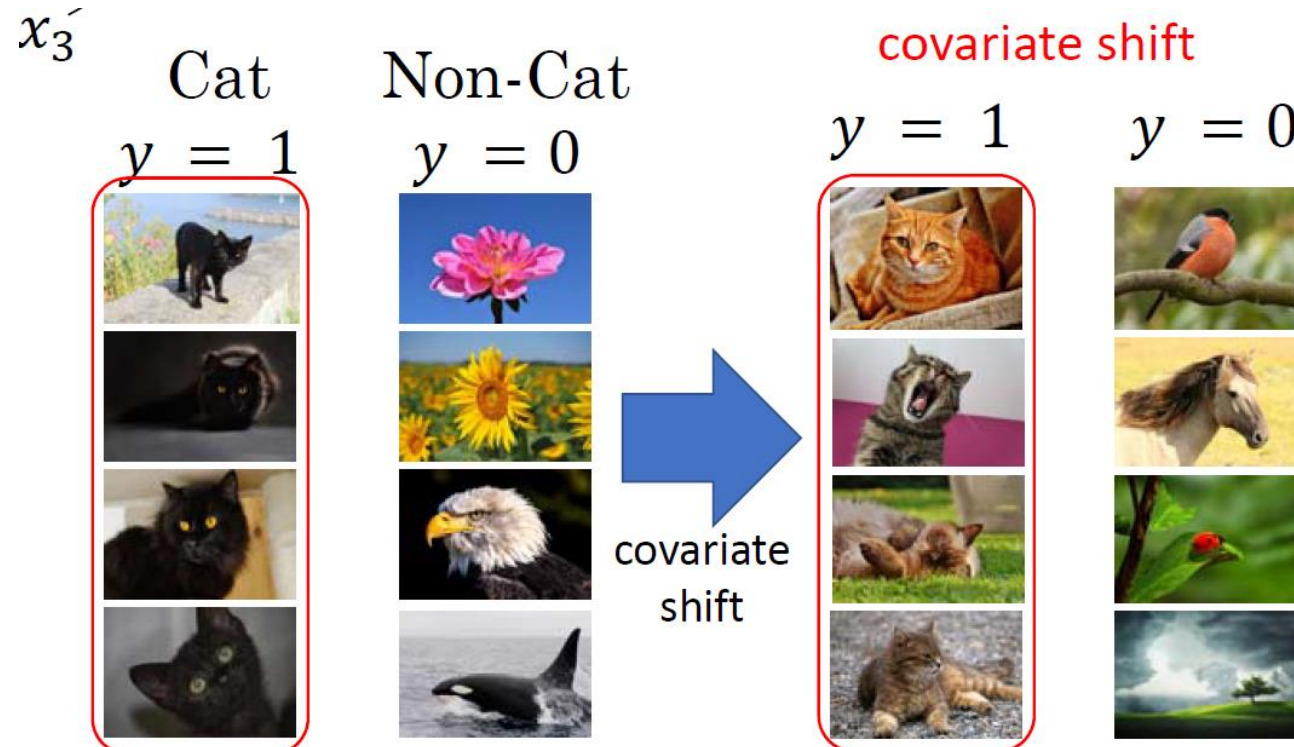 x₃
Cat
Non-Cat
y = 1
y = 0
covariate
shift
covariate shift
y = 1
y = 0